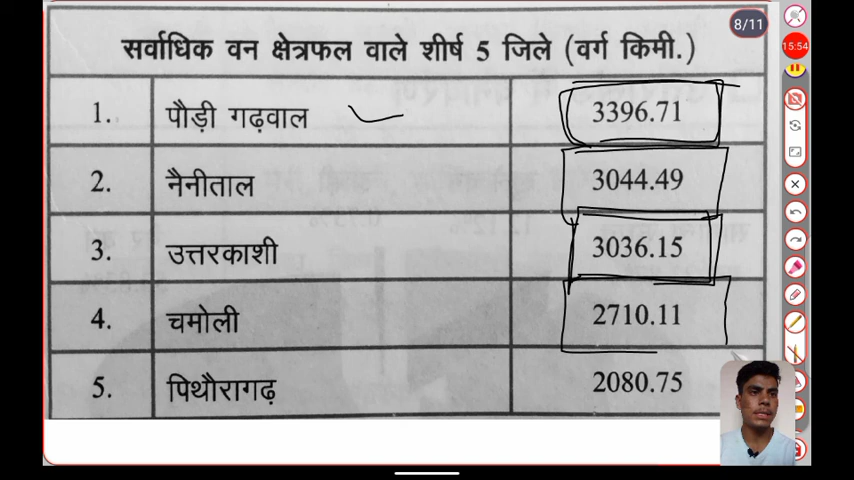 8/11
सर्वाधिक वन क्षेत्रफल वाले शीर्ष 5 जिले (वर्ग किमी.)
15:54
1. पौड़ी गढ़वाल 3396.71
2. नैनीताल 3044.49
3. उत्तरकाशी 3036.15
4. चमोली 2710.11
5. पिथौरागढ़ 2080.75